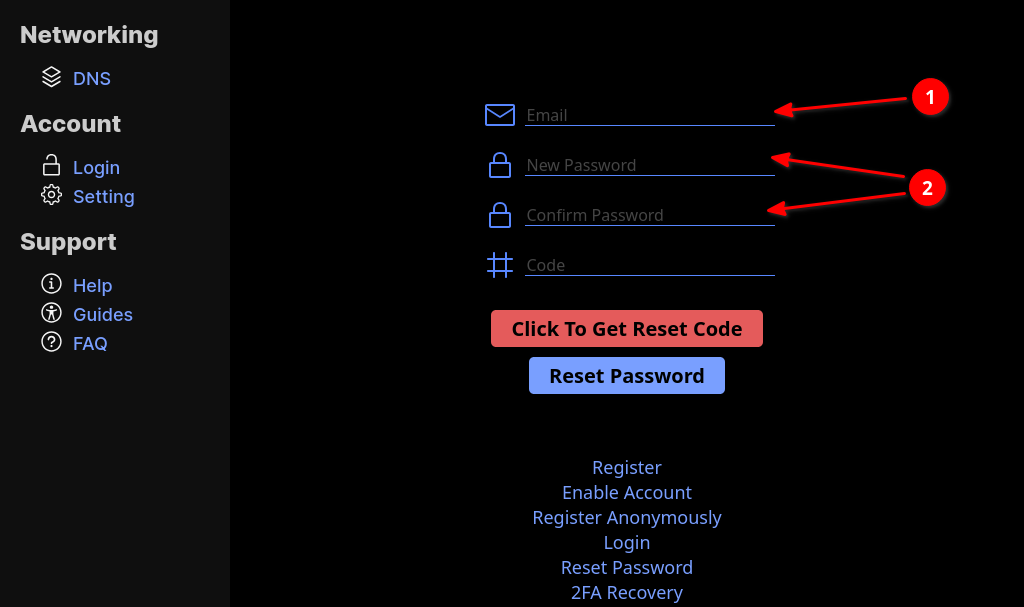 Networking
DNS
Account
Login
Setting
Support
Help
Guides
FAQ
Email
1
New Password
2
Confirm Password
Code
Click To Get Reset Code
Reset Password
Register
Enable Account
Register Anonymously
Login
Reset Password
2FA Recovery